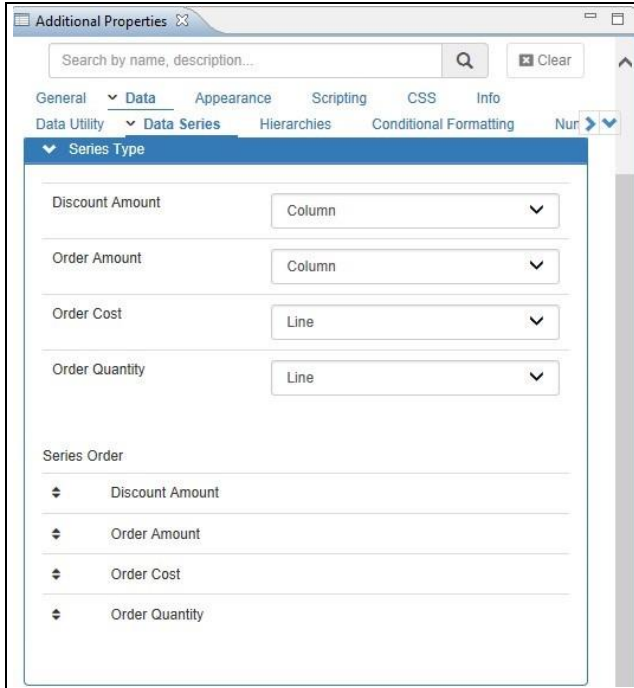 Additional Properties
Search by name, description...
Clear
General Data Appearance Scripting CSS Info
Data Utility Data Series Hierarchies Conditional Formatting Nur
Series Type
Discount Amount Column
Order Amount Column
Order Cost Line
Order Quantity Line
Series Order
Discount Amount
Order Amount
Order Cost
Order Quantity